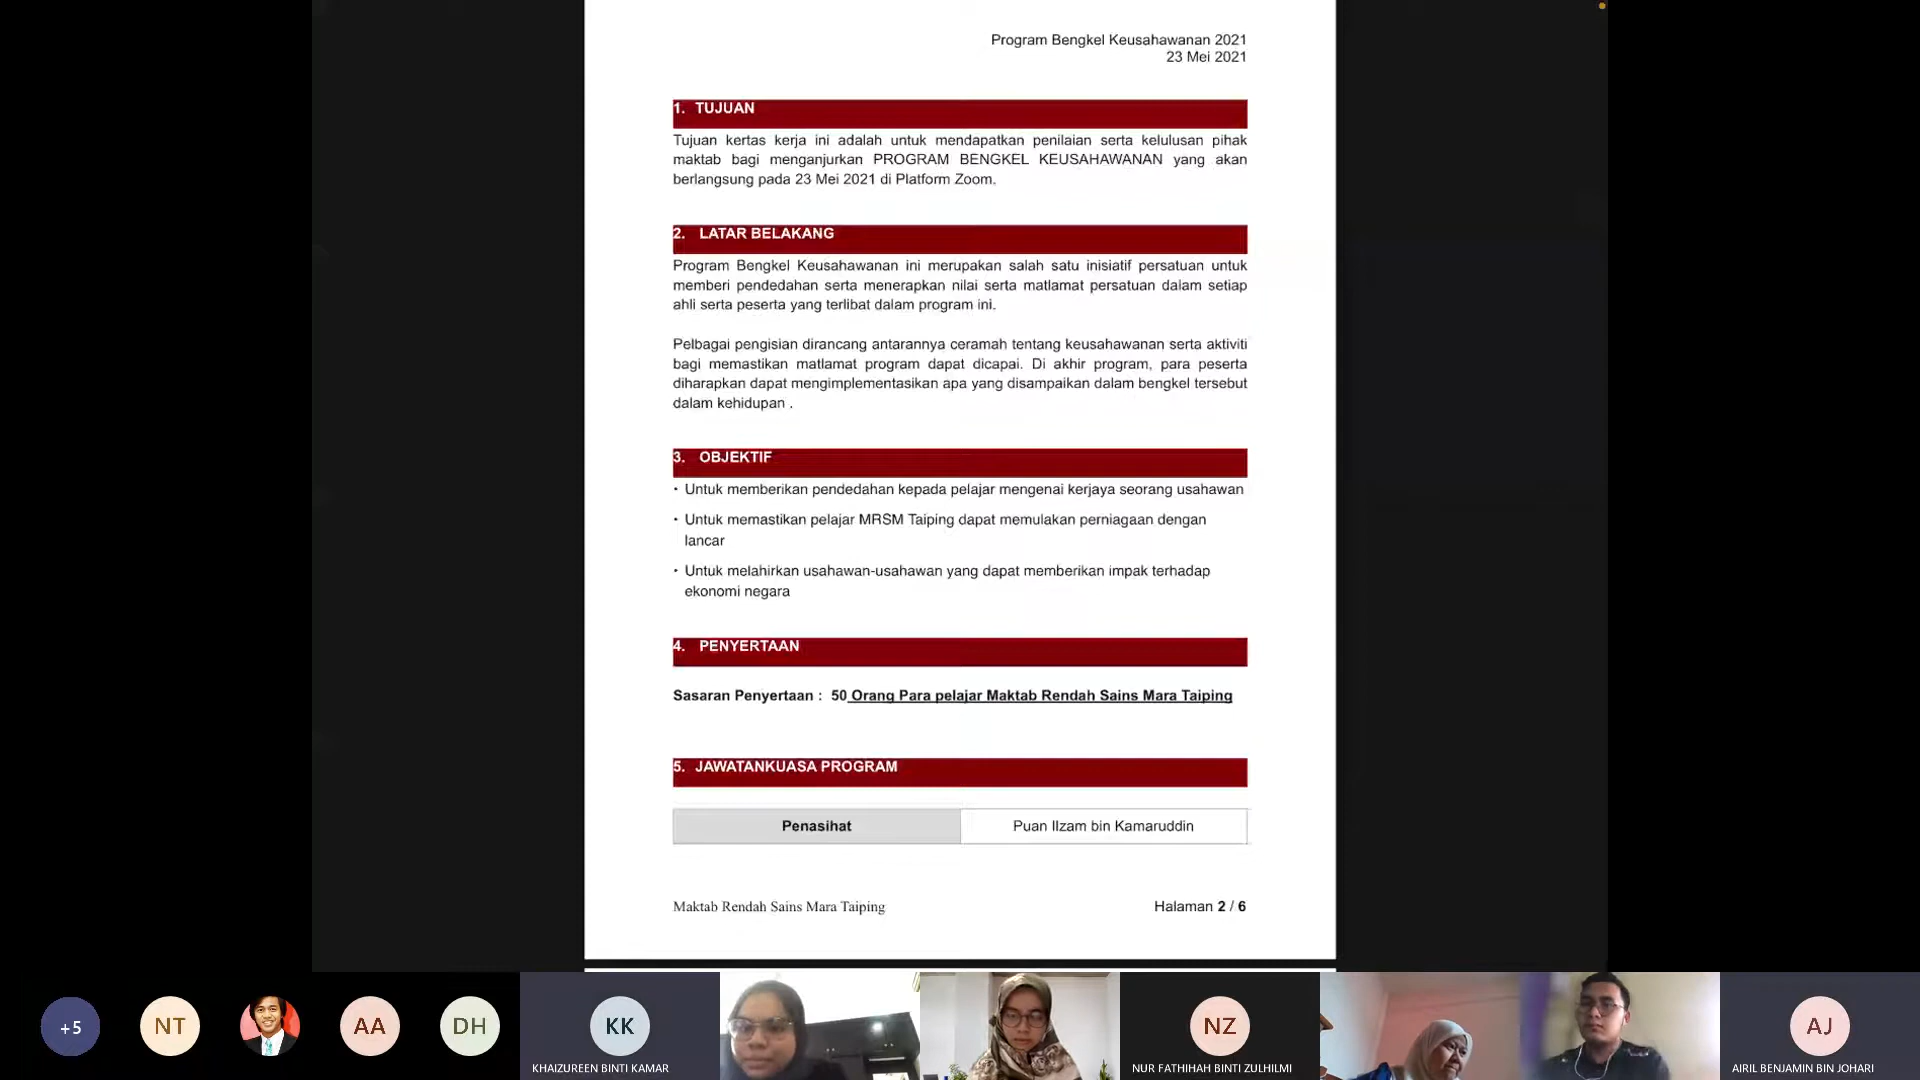 Program Bengkel Keusahawanan 2021
23 Mei 2021
1. TUJUAN
Tujuan kertas kerja ini adalah untuk mendapatkan penilaian serta kelulusan pihak
maktab bagi menganjurkan PROGRAM BENGKEL KEUSAHAWANAN yang akan
berlangsung pada 23 Mei 2021 di Platform Zoom.
2. LATAR BELAKANG
Program Bengkel Keusahawanan ini merupakan salah satu inisiatif persatuan untuk
memberi pendedahan serta menerapkan nilai serta matlamat persatuan dalam setiap
ahli serta peserta yang terlibat dalam program ini.
Pelbagai pengisian dirancang antarannya ceramah tentang keusahawanan serta aktiviti
bagi memastikan matlamat program dapat dicapai. Di akhir program, para peserta
diharapkan dapat mengimplementasikan apa yang disampaikan dalam bengkel tersebut
dalam kehidupan .
3. OBJEKTIF
• Untuk memberikan pendedahan kepada pelajar mengenai kerjaya seorang usahawan
• Untuk memastikan pelajar MRSM Taiping dapat memulakan perniagaan dengan
lancar
• Untuk melahirkan usahawan-usahawan yang dapat memberikan impak terhadap
ekonomi negara
4. PENYERTAAN
Sasaran Penyertaan : 50 Orang Para pelajar Maktab Rendah Sains Mara Taiping
5. JAWATANKUASA PROGRAM
Penasihat Puan Ilzam bin Kamaruddin
Maktab Rendah Sains Mara Taiping Halaman 2 / 6
+5 NT AA DH KK NZ AJ
KHAIZUREEN BINTI KAMAR NUR FATHIHAH BINTI ZULHILMI AIRIL BENJAMIN BIN JOHARI